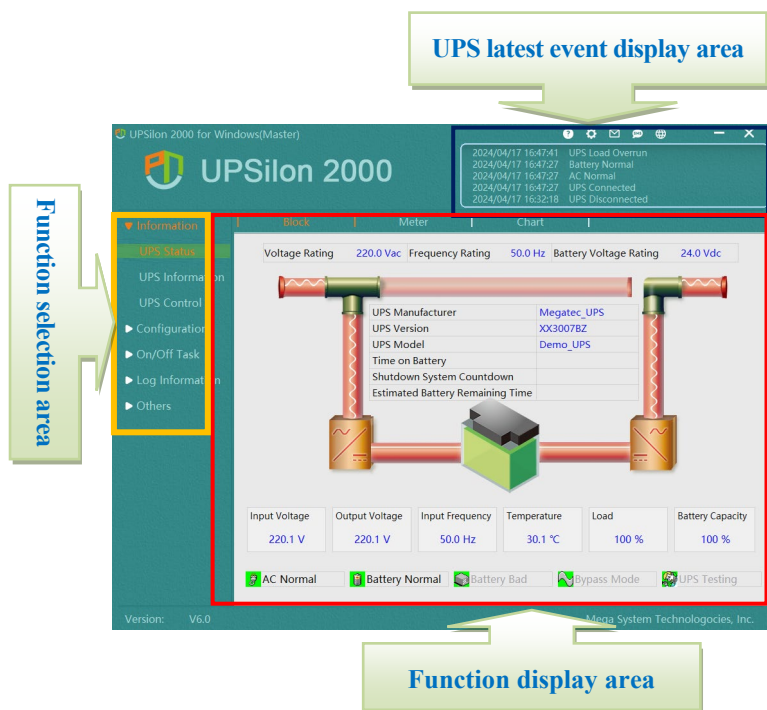 UPS latest event display area
UPSilon 2000 for Windows(Master)
UPSilon 2000
2024/04/17 16:47:41 UPS Load Overrun
2024/04/17 16:47:27 Battery Normal
2024/04/17 16:47:27 AC Normal
2024/04/17 16:47:27 UPS Connected
2024/04/17 16:32:18 UPS Disconnected
Function selection area
Information
UPS Status
UPS Information
UPS Control
Configuration
On/Off Task
Log Information
Others
Block Meter Chart
Voltage Rating 220.0 Vac Frequency Rating 50.0 Hz Battery Voltage Rating 24.0 Vdc
UPS Manufacturer Megatec_UPS
UPS Version XX3007BZ
UPS Model Demo_UPS
Time on Battery
Shutdown System Countdown
Estimated Battery Remaining Time
Input Voltage Output Voltage Input Frequency Temperature Load Battery Capacity
220.1 V 220.1 V 50.0 Hz 30.1 ℃ 100 % 100 %
AC Normal Battery Normal Battery Bad Bypass Mode UPS Testing
Version: V6.0 Mega System Technologocies, Inc.
Function display area